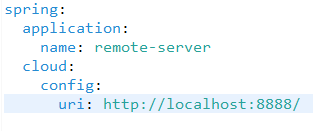 spring:
  application:
    name: remote-server
  cloud:
    config:
      uri: http://localhost:8888/